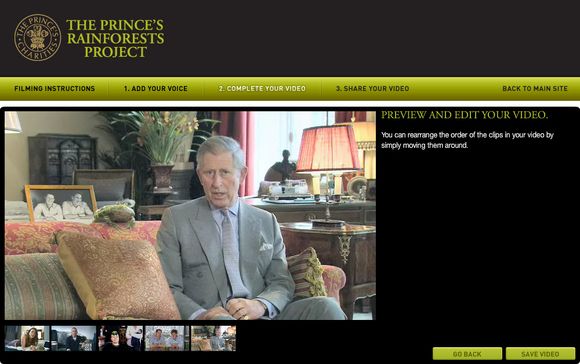 THE PRINCE'S CHARITIES
THE PRINCE'S
RAINFORESTS
PROJECT
FILMING INSTRUCTIONS
1. ADD YOUR VOICE
2. COMPLETE YOUR VIDEO
3. SHARE YOUR VIDEO
BACK TO MAIN SITE
PREVIEW AND EDIT YOUR VIDEO.
You can rearrange the order of the clips in your video by
simply moving them around.
GO BACK
SAVE VIDEO